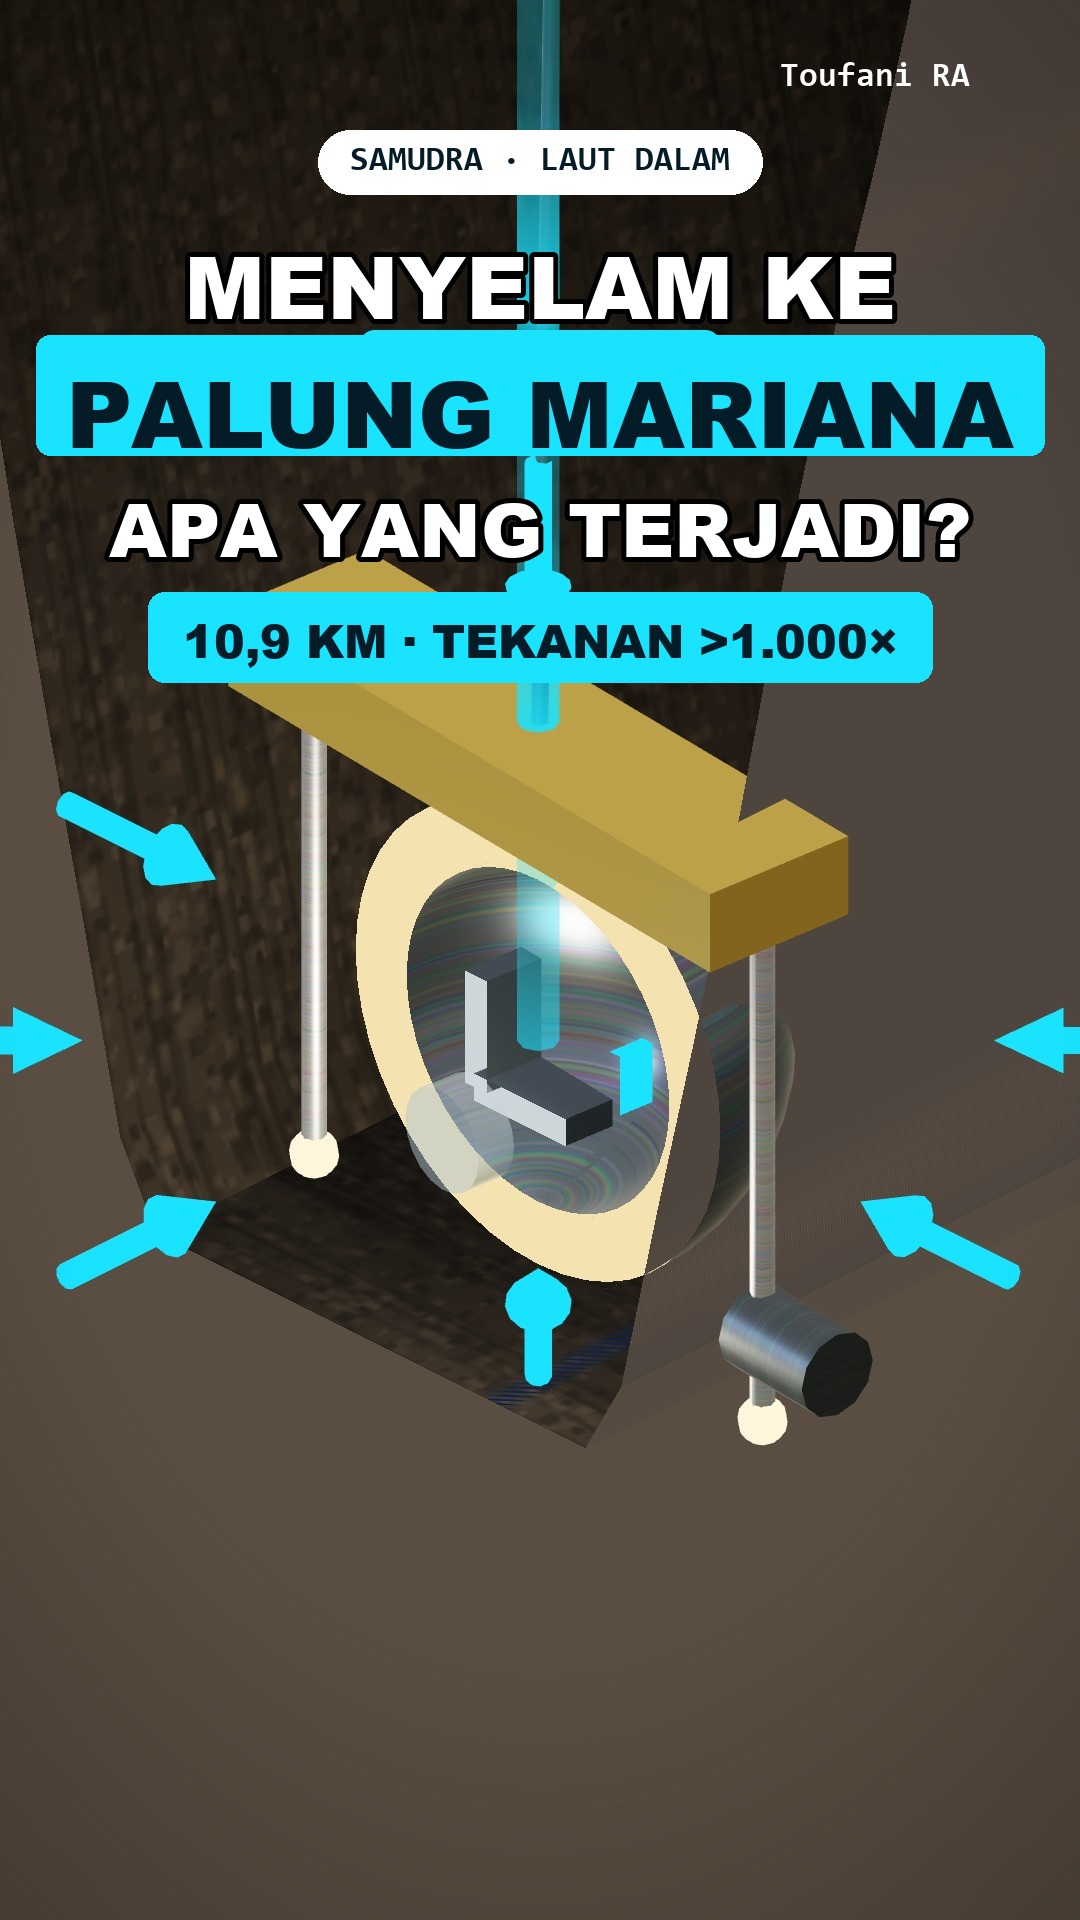 Toufani RA
SAMUDRA · LAUT DALAM
MENYELAM KE
PALUNG MARIANA
APA YANG TERJADI?
10,9 KM · TEKANAN >1.000×